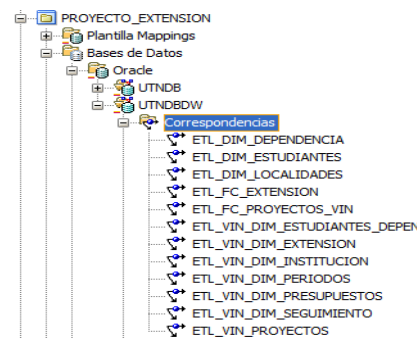 PROYECTO_EXTENSION
Plantilla Mappings
Bases de Datos
Oracle
UTNDB
UTNDBDW
Correspondencias
ETL_DIM_DEPENDENCIA
ETL_DIM_ESTUDIANTES
ETL_DIM_LOCALIDADES
ETL_FC_EXTENSION
ETL_FC_PROYECTOS_VIN
ETL_VIN_DIM_ESTUDIANTES_DEPEN
ETL_VIN_DIM_EXTENSION
ETL_VIN_DIM_INSTITUCION
ETL_VIN_DIM_PERIODOS
ETL_VIN_DIM_PRESUPUESTOS
ETL_VIN_DIM_SEGUIMIENTO
ETL_VIN_PROYECTOS